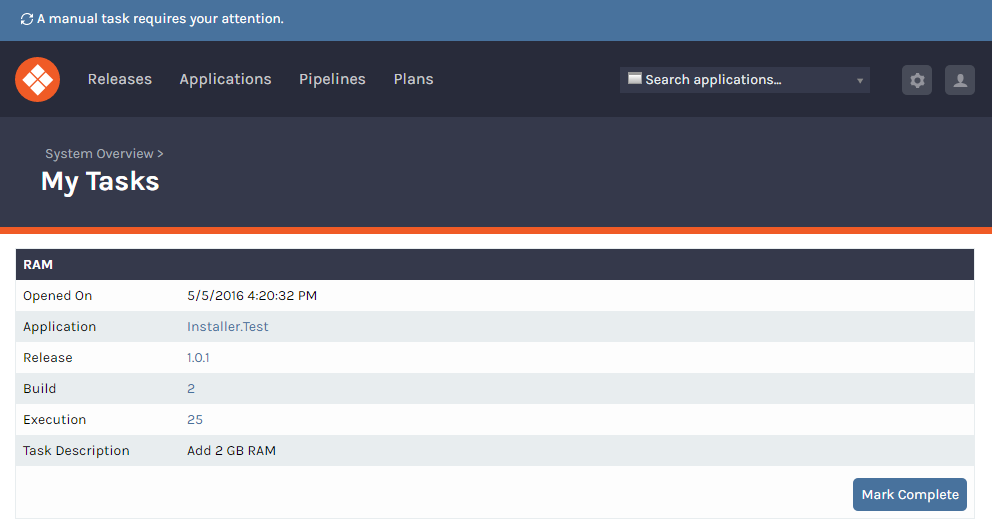 A manual task requires your attention.
Releases Applications Pipelines Plans Search applications...
System Overview >
My Tasks
RAM
Opened On 5/5/2016 4:20:32 PM
Application Installer.Test
Release 1.0.1
Build 2
Execution 25
Task Description Add 2 GB RAM
Mark Complete